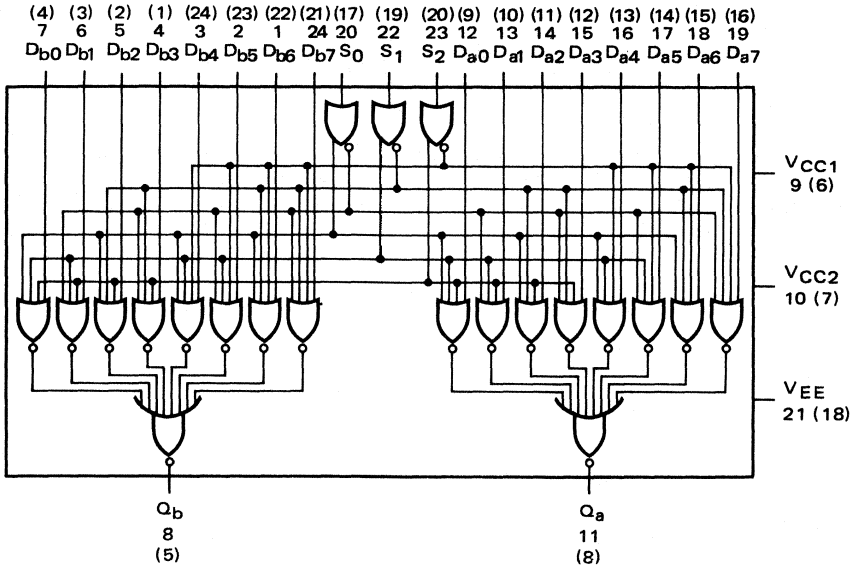 (4) (3) (2) (1) (24) (23) (22) (21) (17) (19) (20) (9) (10) (11) (12) (13) (14) (15) (16)
7 6 5 4 3 2 1 24 20 22 23 12 13 14 15 16 17 18 19
Db0 Db1 Db2 Db3 Db4 Db5 Db6 Db7 S0 S1 S2 Da0 Da1 Da2 Da3 Da4 Da5 Da6 Da7
VCC1
9 (6)
VCC2
10 (7)
VEE
21 (18)
Qb Qa
8 11
(5) (8)